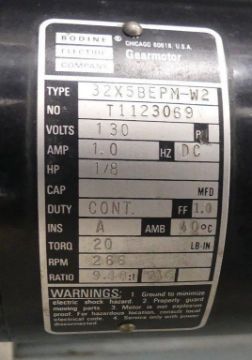 BODINE
ELECTRIC
COMPANY
CHICAGO 60618, U.S.A.
Gearmotor
TYPE 32X5BEPM-W2
NO T1123069
VOLTS 130
AMP 1.0 HZ DC
HP 1/8
CAP MFD
DUTY CONT. FF 1.0
INS A AMB 40°C
TORQ 20 LB-IN
RPM 266
RATIO
WARNINGS: 1 Ground to minimize
electric shock hazard. 2 Properly guard
moving parts. 3 Motor is not explosion proof.
For hazardous location consult local
electrical code. 4 Service only with power
disconnected.